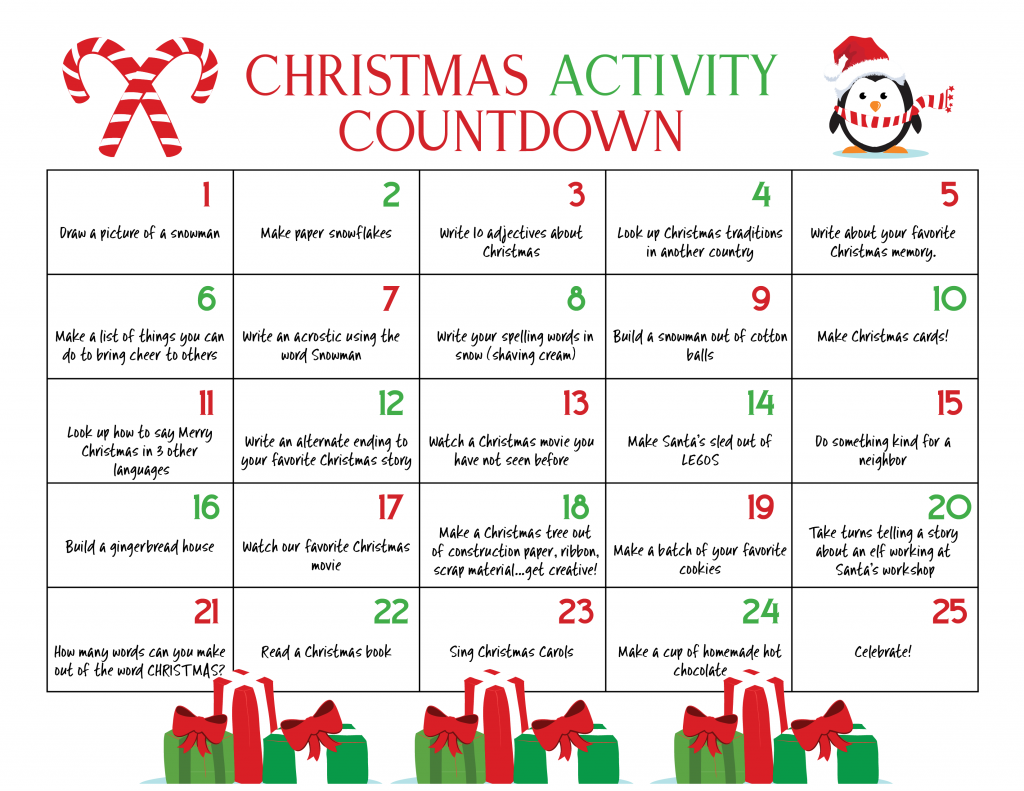 CHRISTMAS ACTIVITY
COUNTDOWN
1
Draw a picture of a snowman
2
Make paper snowflakes
3
Write 10 adjectives about
Christmas
4
Look up Christmas traditions
in another country
5
Write about your favorite
Christmas memory.
6
Make a list of things you can
do to bring cheer to others
7
Write an acrostic using the
word Snowman
8
Write your spelling words in
snow (shaving cream)
9
Build a snowman out of cotton
balls
10
Make Christmas cards!
11
Look up how to say Merry
Christmas in 3 other
languages
12
Write an alternate ending to
your favorite Christmas story
13
Watch a Christmas movie you
have not seen before
14
Make Santa's sled out of
LEGOS
15
Do something kind for a
neighbor
16
Build a gingerbread house
17
Watch our favorite Christmas
movie
18
Make a Christmas tree out
of construction paper, ribbon,
scrap material...get creative!
19
Make a batch of your favorite
cookies
20
Take turns telling a story
about an elf working at
Santa's workshop
21
How many words can you make
out of the word CHRISTMAS?
22
Read a Christmas book
23
Sing Christmas Carols
24
Make a cup of homemade hot
chocolate
25
Celebrate!